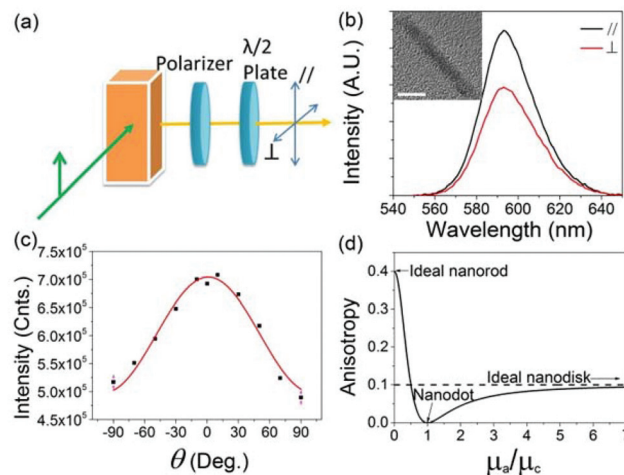 (a)
Polarizer
λ/2
Plate
//
⊥
(b)
//
⊥
Intensity (A.U.)
540 560 580 600 620 640
Wavelength (nm)
(c)
7.5x10⁵
7.0x10⁵
6.5x10⁵
6.0x10⁵
5.5x10⁵
5.0x10⁵
4.5x10⁵
Intensity (Cnts.)
-90 -60 -30 0 30 60 90
θ (Deg.)
(d)
0.4
0.3
0.2
0.1
0.0
Anisotropy
Ideal nanorod
Ideal nanodisk
Nanodot
0 1 2 3 4 5 6 7
μₐ/μ꜀